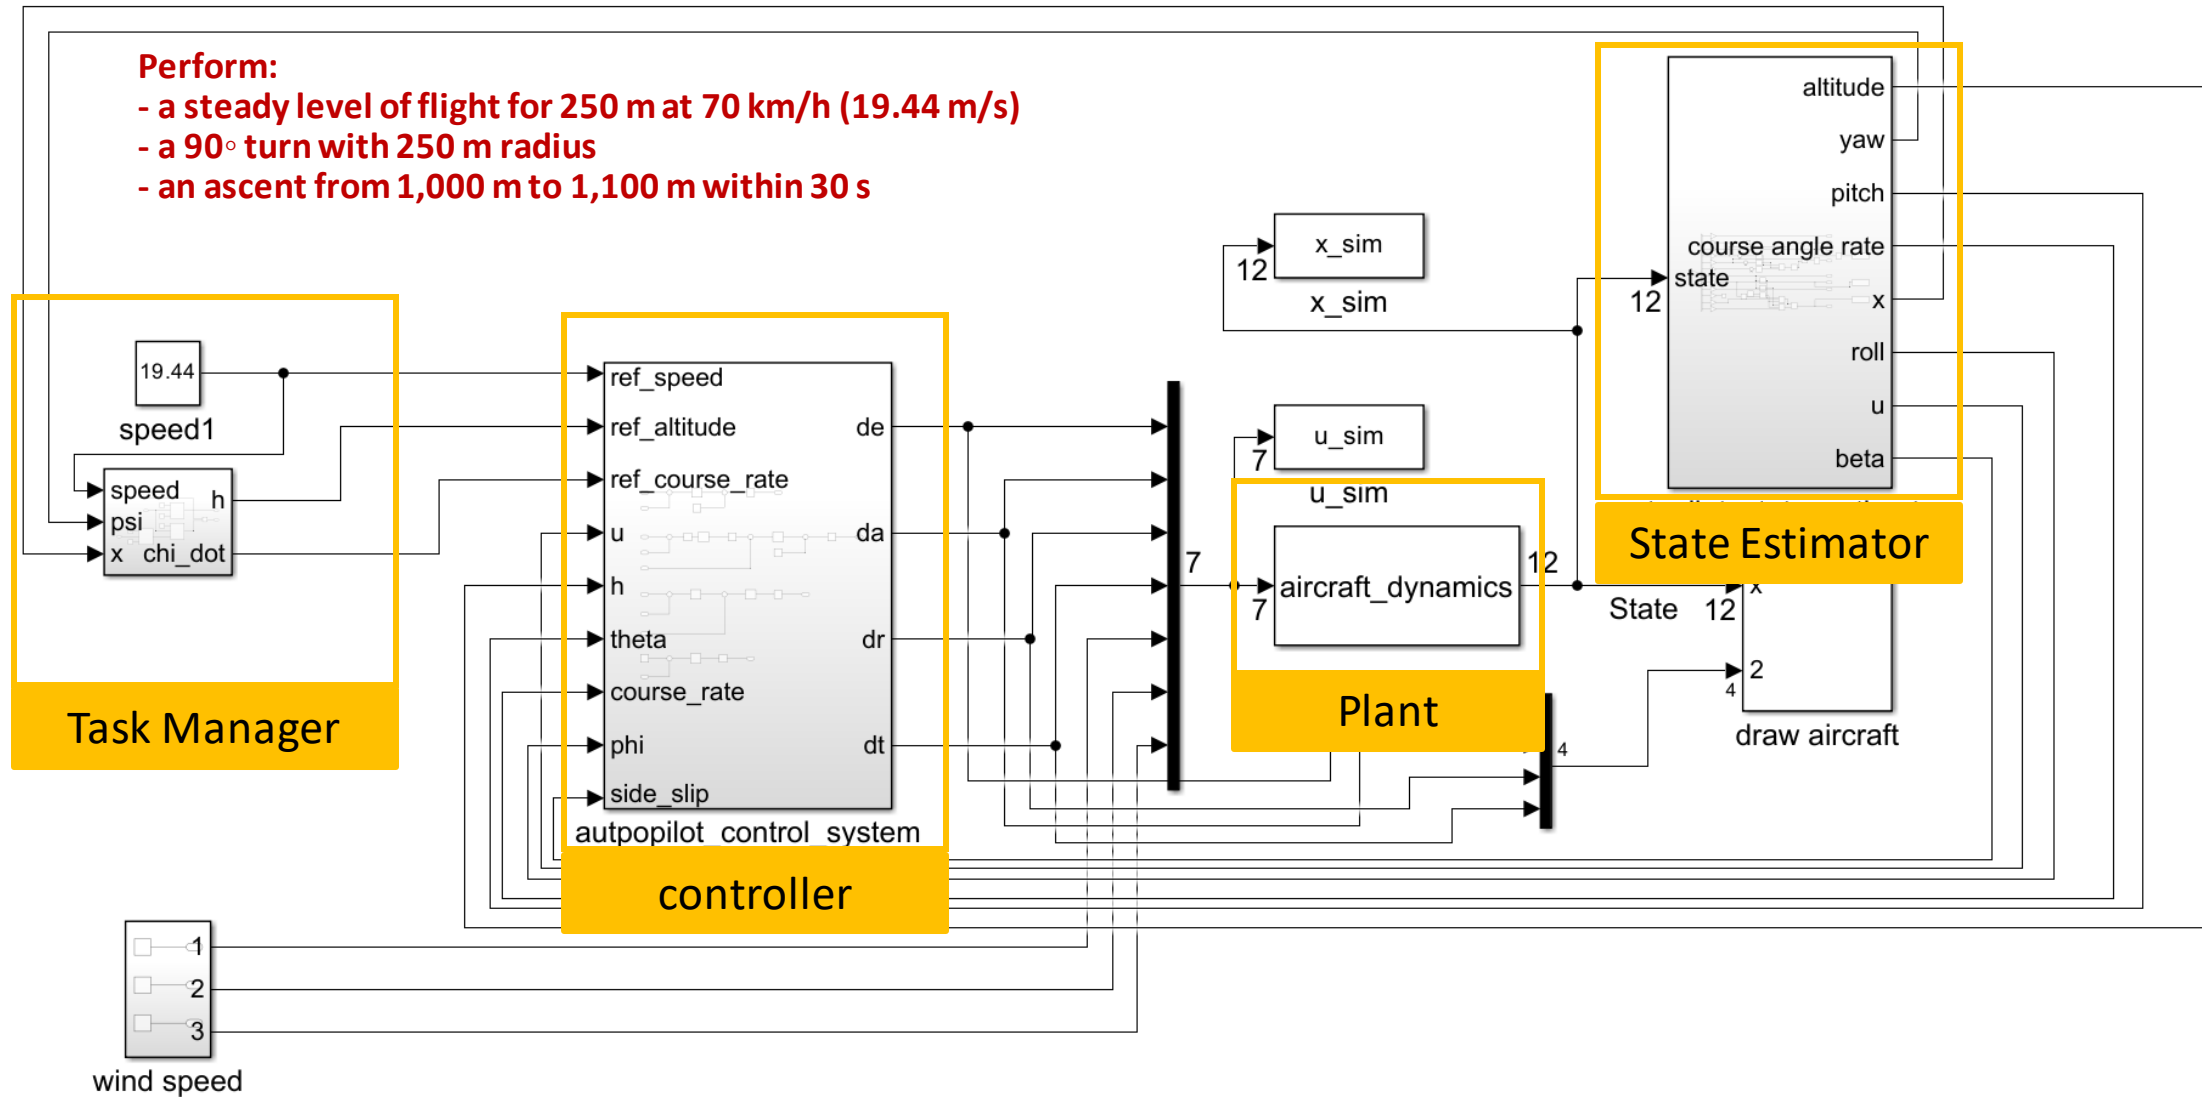 Perform:
- a steady level of flight for 250 m at 70 km/h (19.44 m/s)
- a 90◦ turn with 250 m radius
- an ascent from 1,000 m to 1,100 m within 30 s
19.44
speed1
speed
psi
x
h
chi_dot
Task Manager
ref_speed
ref_altitude
ref_course_rate
u
h
theta
course_rate
phi
side_slip
de
da
dr
dt
autpopilot_control_system
controller
1
2
3
wind speed
7
x_sim
12
x_sim
u_sim
7
u_sim
aircraft_dynamics
7
12
Plant
4
State
12
x
2
4
draw aircraft
state
12
altitude
yaw
pitch
course angle rate
x
roll
u
beta
State Estimator